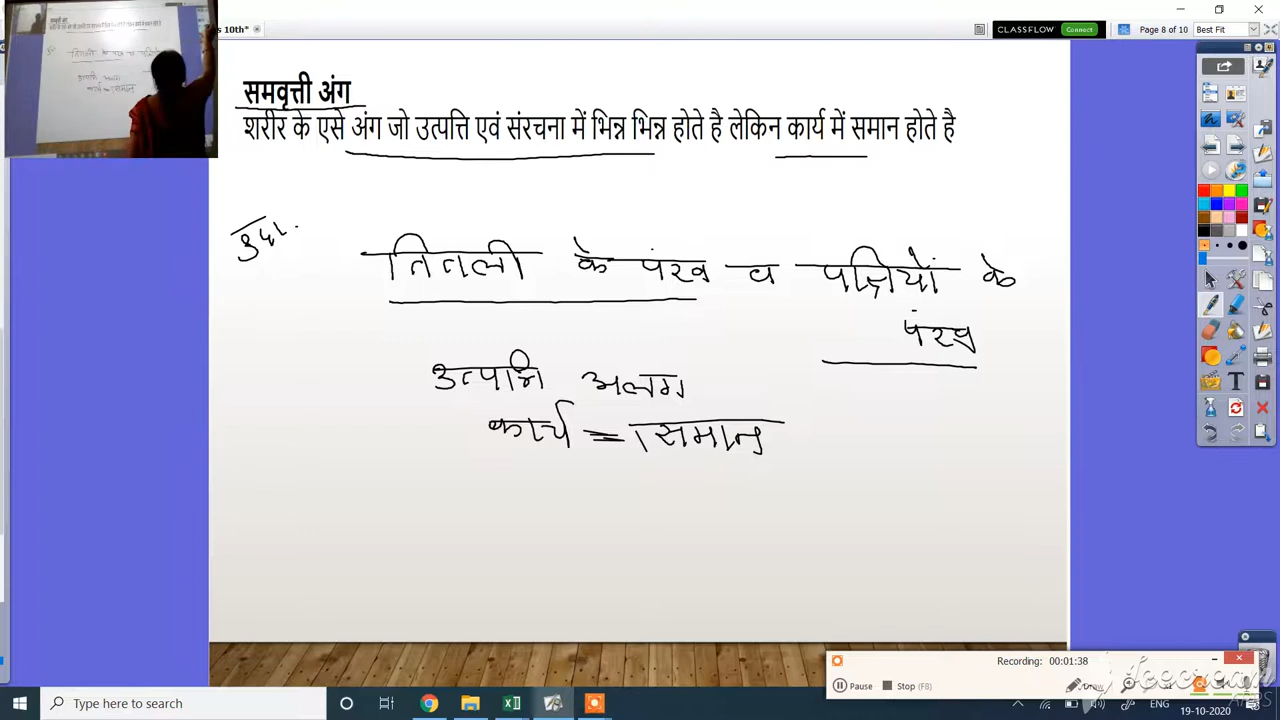 s 10th*
CLASSFLOW Connect
Page 8 of 10
Best Fit
समवृत्ती अंग
शरीर के एसे अंग जो उत्पत्ति एवं संरचना में भिन्न भिन्न होते है लेकिन कार्य में समान होते है
उदा.
तितली के पंख व पक्षियों के
पंख
उत्पत्ति अलग
कार्य = समान
Recording: 00:01:38
Pause
Stop (F8)
Draw
Type here to search
ENG
19-10-2020